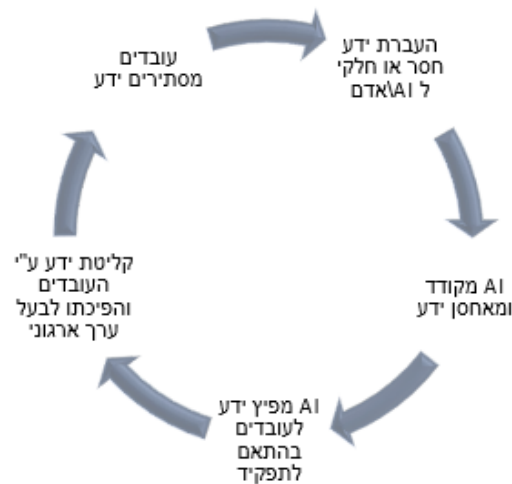 העברת ידע
חסר או חלקי
ל AI\אדם
AI מקודד
ומאחסן ידע
AI מפיץ ידע
לעובדים
בהתאם
לתפקיד
קליטת ידע ע"י
העובדים
והפיכתו לבעל
ערך ארגוני
עובדים
מסתירים ידע